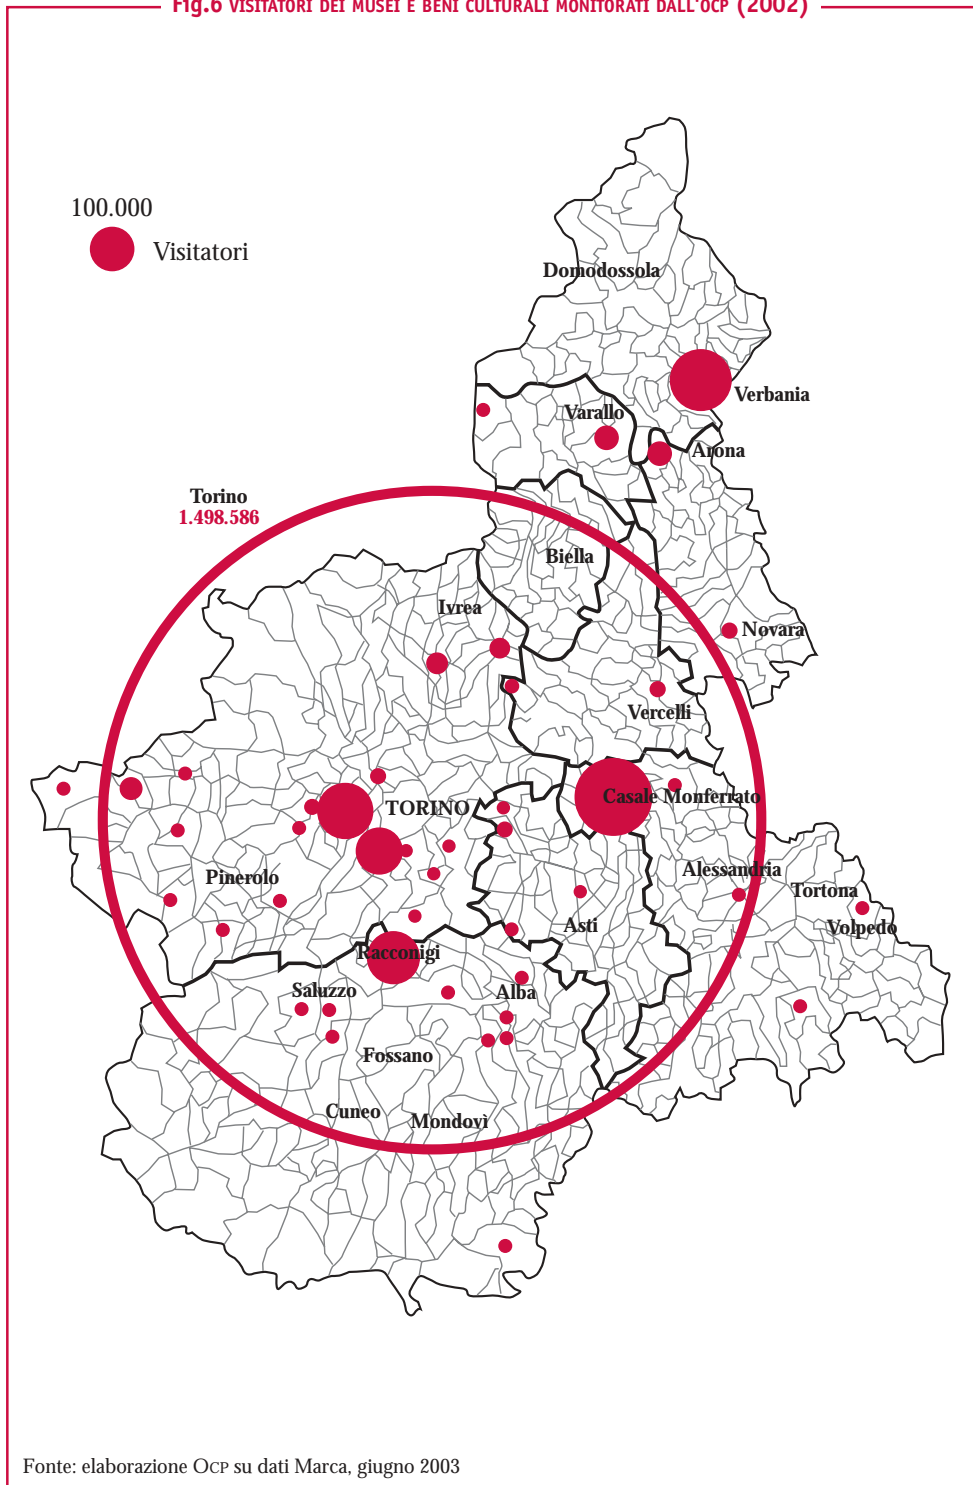 Fig.6 VISITATORI DEI MUSEI E BENI CULTURALI MONITORATI DALL'OCP (2002)
100.000
Visitatori
Domodossola
Verbania
Varallo
Arona
Torino
1.498.586
Biella
Ivrea
Novara
Vercelli
Casale Monferrato
TORINO
Alessandria
Pinerolo
Tortona
Asti
Volpedo
Racconigi
Saluzzo
Alba
Fossano
Cuneo
Mondovì
Fonte: elaborazione OCP su dati Marca, giugno 2003